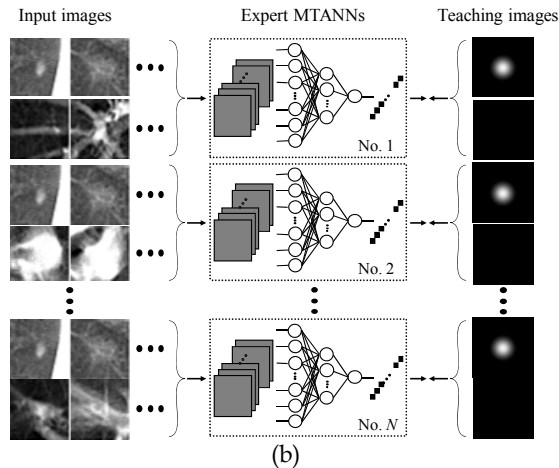 Input images Expert MTANNs Teaching images
No. 1
No. 2
No. N
(b)